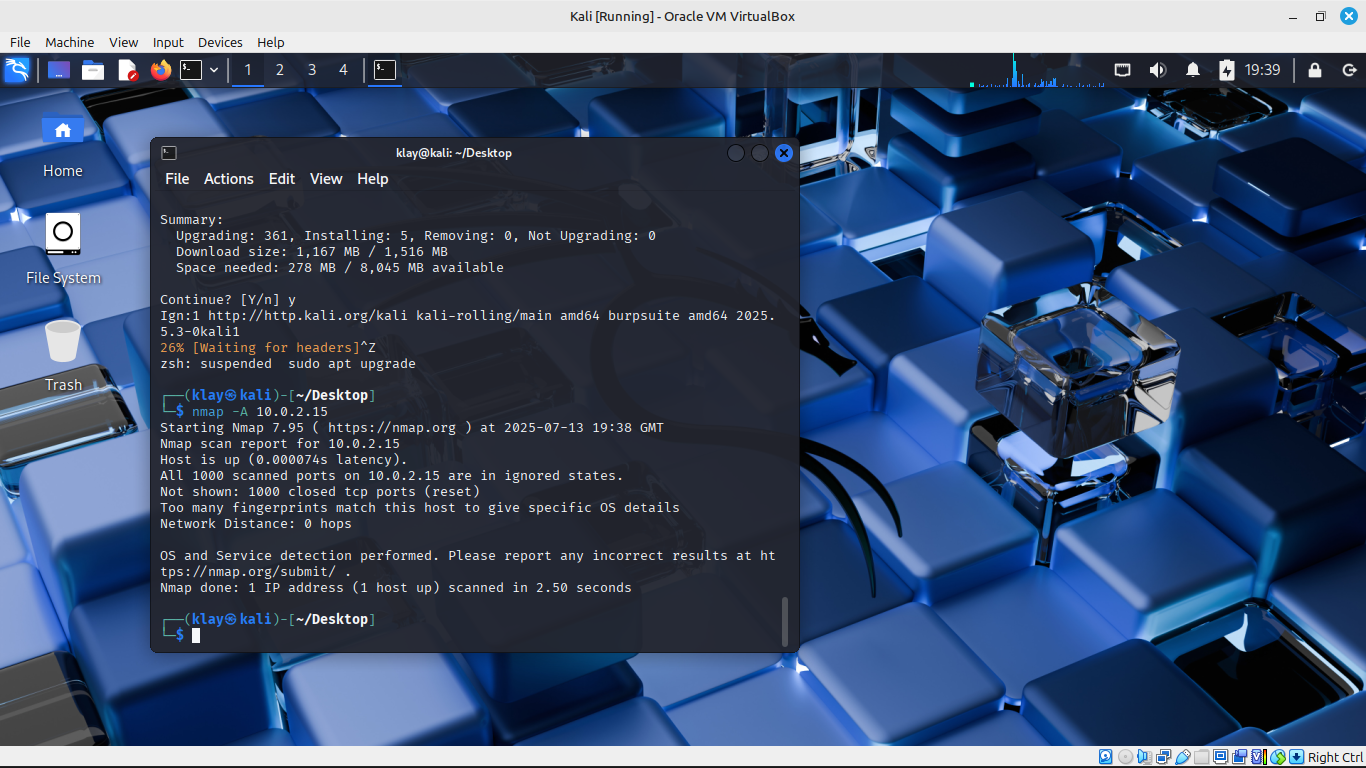 Kali [Running] - Oracle VM VirtualBox
File Machine View Input Devices Help
1 2 3 4 19:39
Home
File System
Trash
klay@kali: ~/Desktop
File Actions Edit View Help
Summary:
Upgrading: 361, Installing: 5, Removing: 0, Not Upgrading: 0
Download size: 1,167 MB / 1,516 MB
Space needed: 278 MB / 8,045 MB available
Continue? [Y/n] y
Ign:1 http://http.kali.org/kali kali-rolling/main amd64 burpsuite amd64 2025.
5.3-0kali1
26% [Waiting for headers]^Z
zsh: suspended  sudo apt upgrade
┌──(klay㉿kali)-[~/Desktop]
└─$ nmap -A 10.0.2.15
Starting Nmap 7.95 ( https://nmap.org ) at 2025-07-13 19:38 GMT
Nmap scan report for 10.0.2.15
Host is up (0.000074s latency).
All 1000 scanned ports on 10.0.2.15 are in ignored states.
Not shown: 1000 closed tcp ports (reset)
Too many fingerprints match this host to give specific OS details
Network Distance: 0 hops
OS and Service detection performed. Please report any incorrect results at ht
tps://nmap.org/submit/ .
Nmap done: 1 IP address (1 host up) scanned in 2.50 seconds
┌──(klay㉿kali)-[~/Desktop]
└─$
Right Ctrl